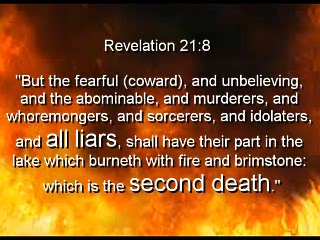 Revelation 21:8
"But the fearful (coward), and unbelieving,
and the abominable, and murderers, and
whoremongers, and sorcerers, and idolaters,
and all liars, shall have their part in the
lake which burneth with fire and brimstone:
which is the second death."